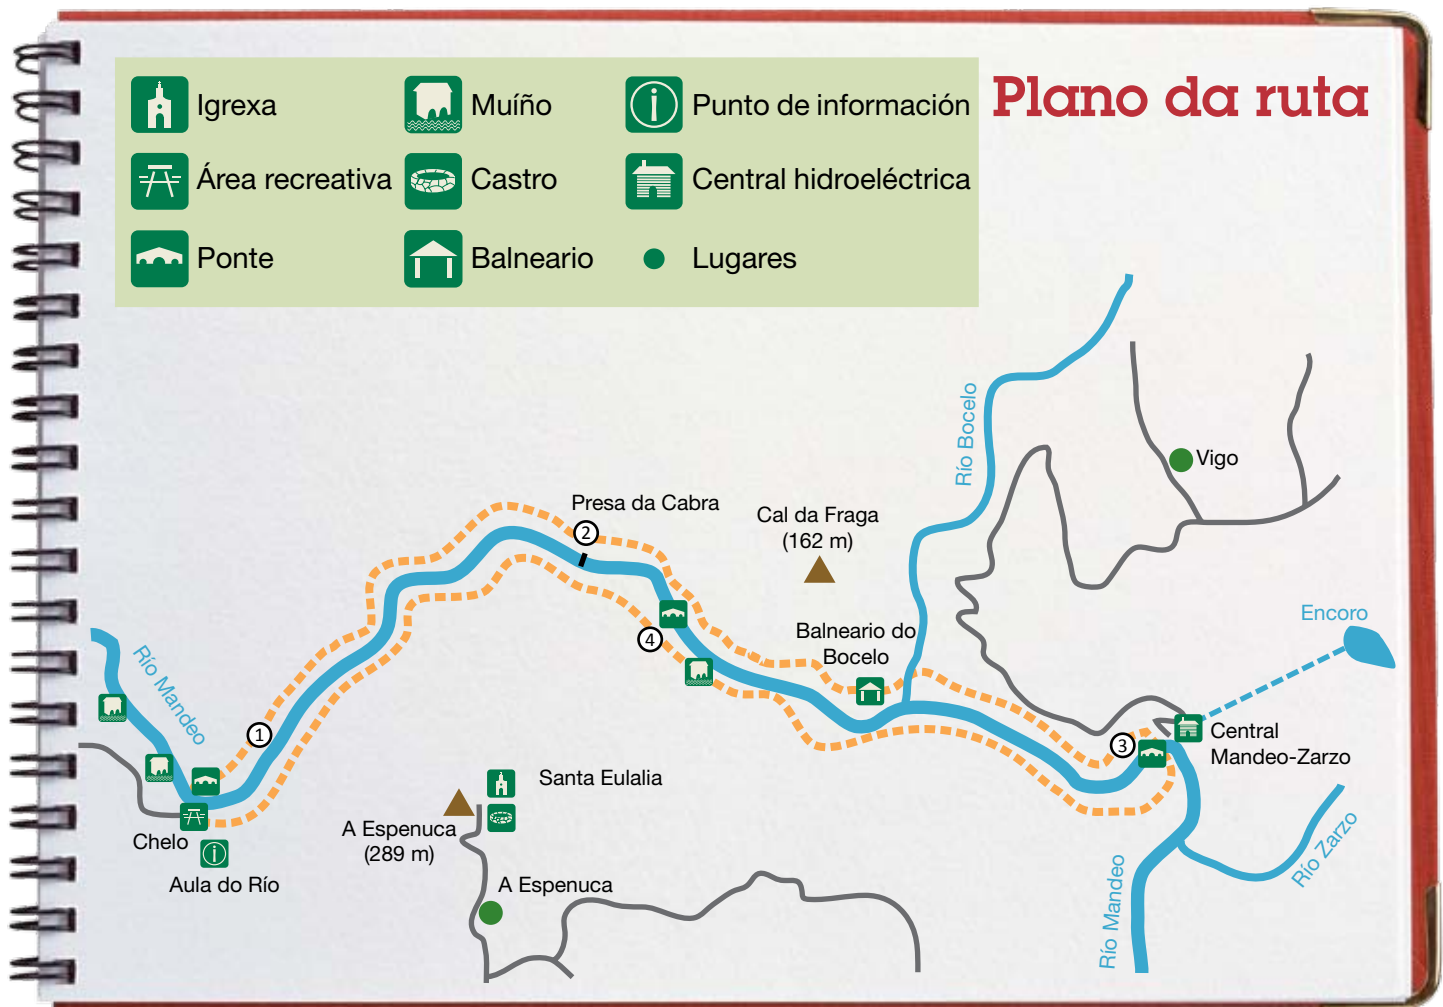 Plano da ruta
Igrexa
Muíño
Punto de información
Área recreativa
Castro
Central hidroeléctrica
Ponte
Balneario
Lugares
Río Bocelo
Vigo
Presa da Cabra
2
Cal da Fraga
(162 m)
Encoro
4
Balneario do
Bocelo
Río Mandeo
1
3
Central
Mandeo-Zarzo
Santa Eulalia
A Espenuca
(289 m)
Chelo
Aula do Río
A Espenuca
Río Mandeo
Río Zarzo